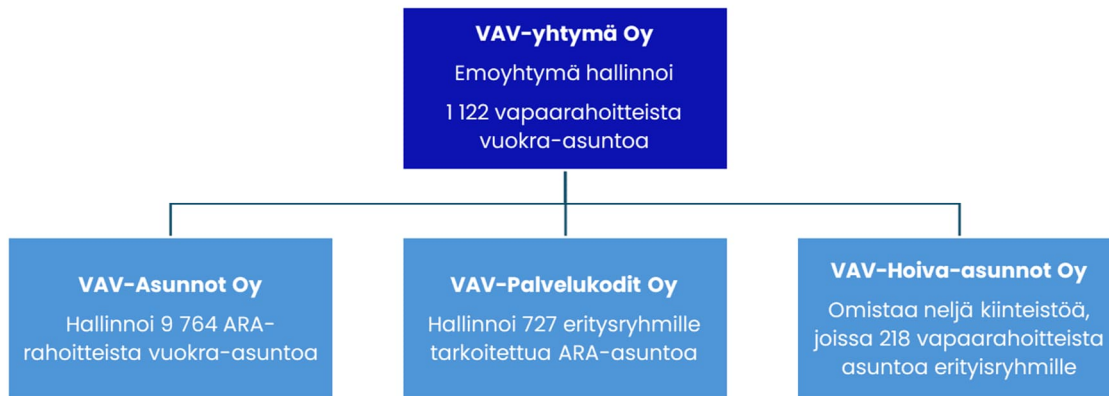 VAV-yhtymä Oy
Emoyhtymä hallinnoi
1 122 vapaarahoitteista
vuokra-asuntoa
VAV-Asunnot Oy
Hallinnoi 9 764 ARA-
rahoitteista vuokra-asuntoa
VAV-Palvelukodit Oy
Hallinnoi 727 eritysryhmille
tarkoitettua ARA-asuntoa
VAV-Hoiva-asunnot Oy
Omistaa neljä kiinteistöä,
joissa 218 vapaarahoitteista
asuntoa erityisryhmille